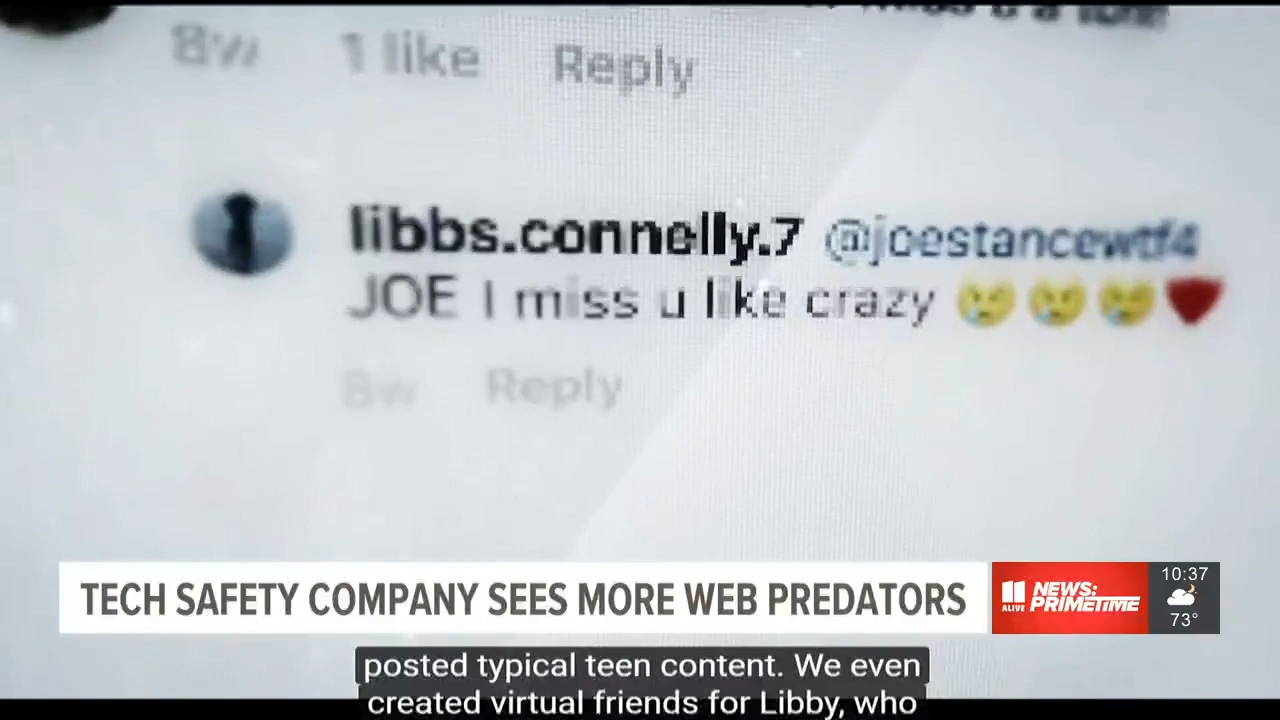 8w 1 like Reply
libbs.connelly.7 @joestancewtf4
JOE I miss u like crazy 😢😢😢❤️
8w Reply
TECH SAFETY COMPANY SEES MORE WEB PREDATORS
11 ALIVE NEWS: PRIMETIME
10:37
73°
posted typical teen content. We even
created virtual friends for Libby, who